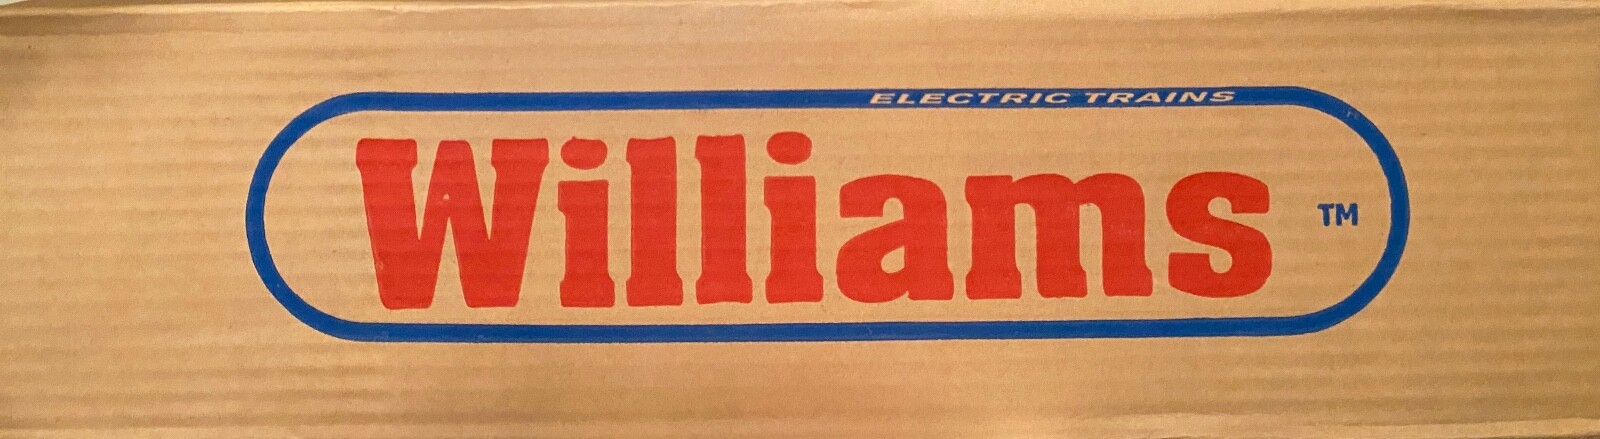 ELECTRIC TRAINS
Williams TM